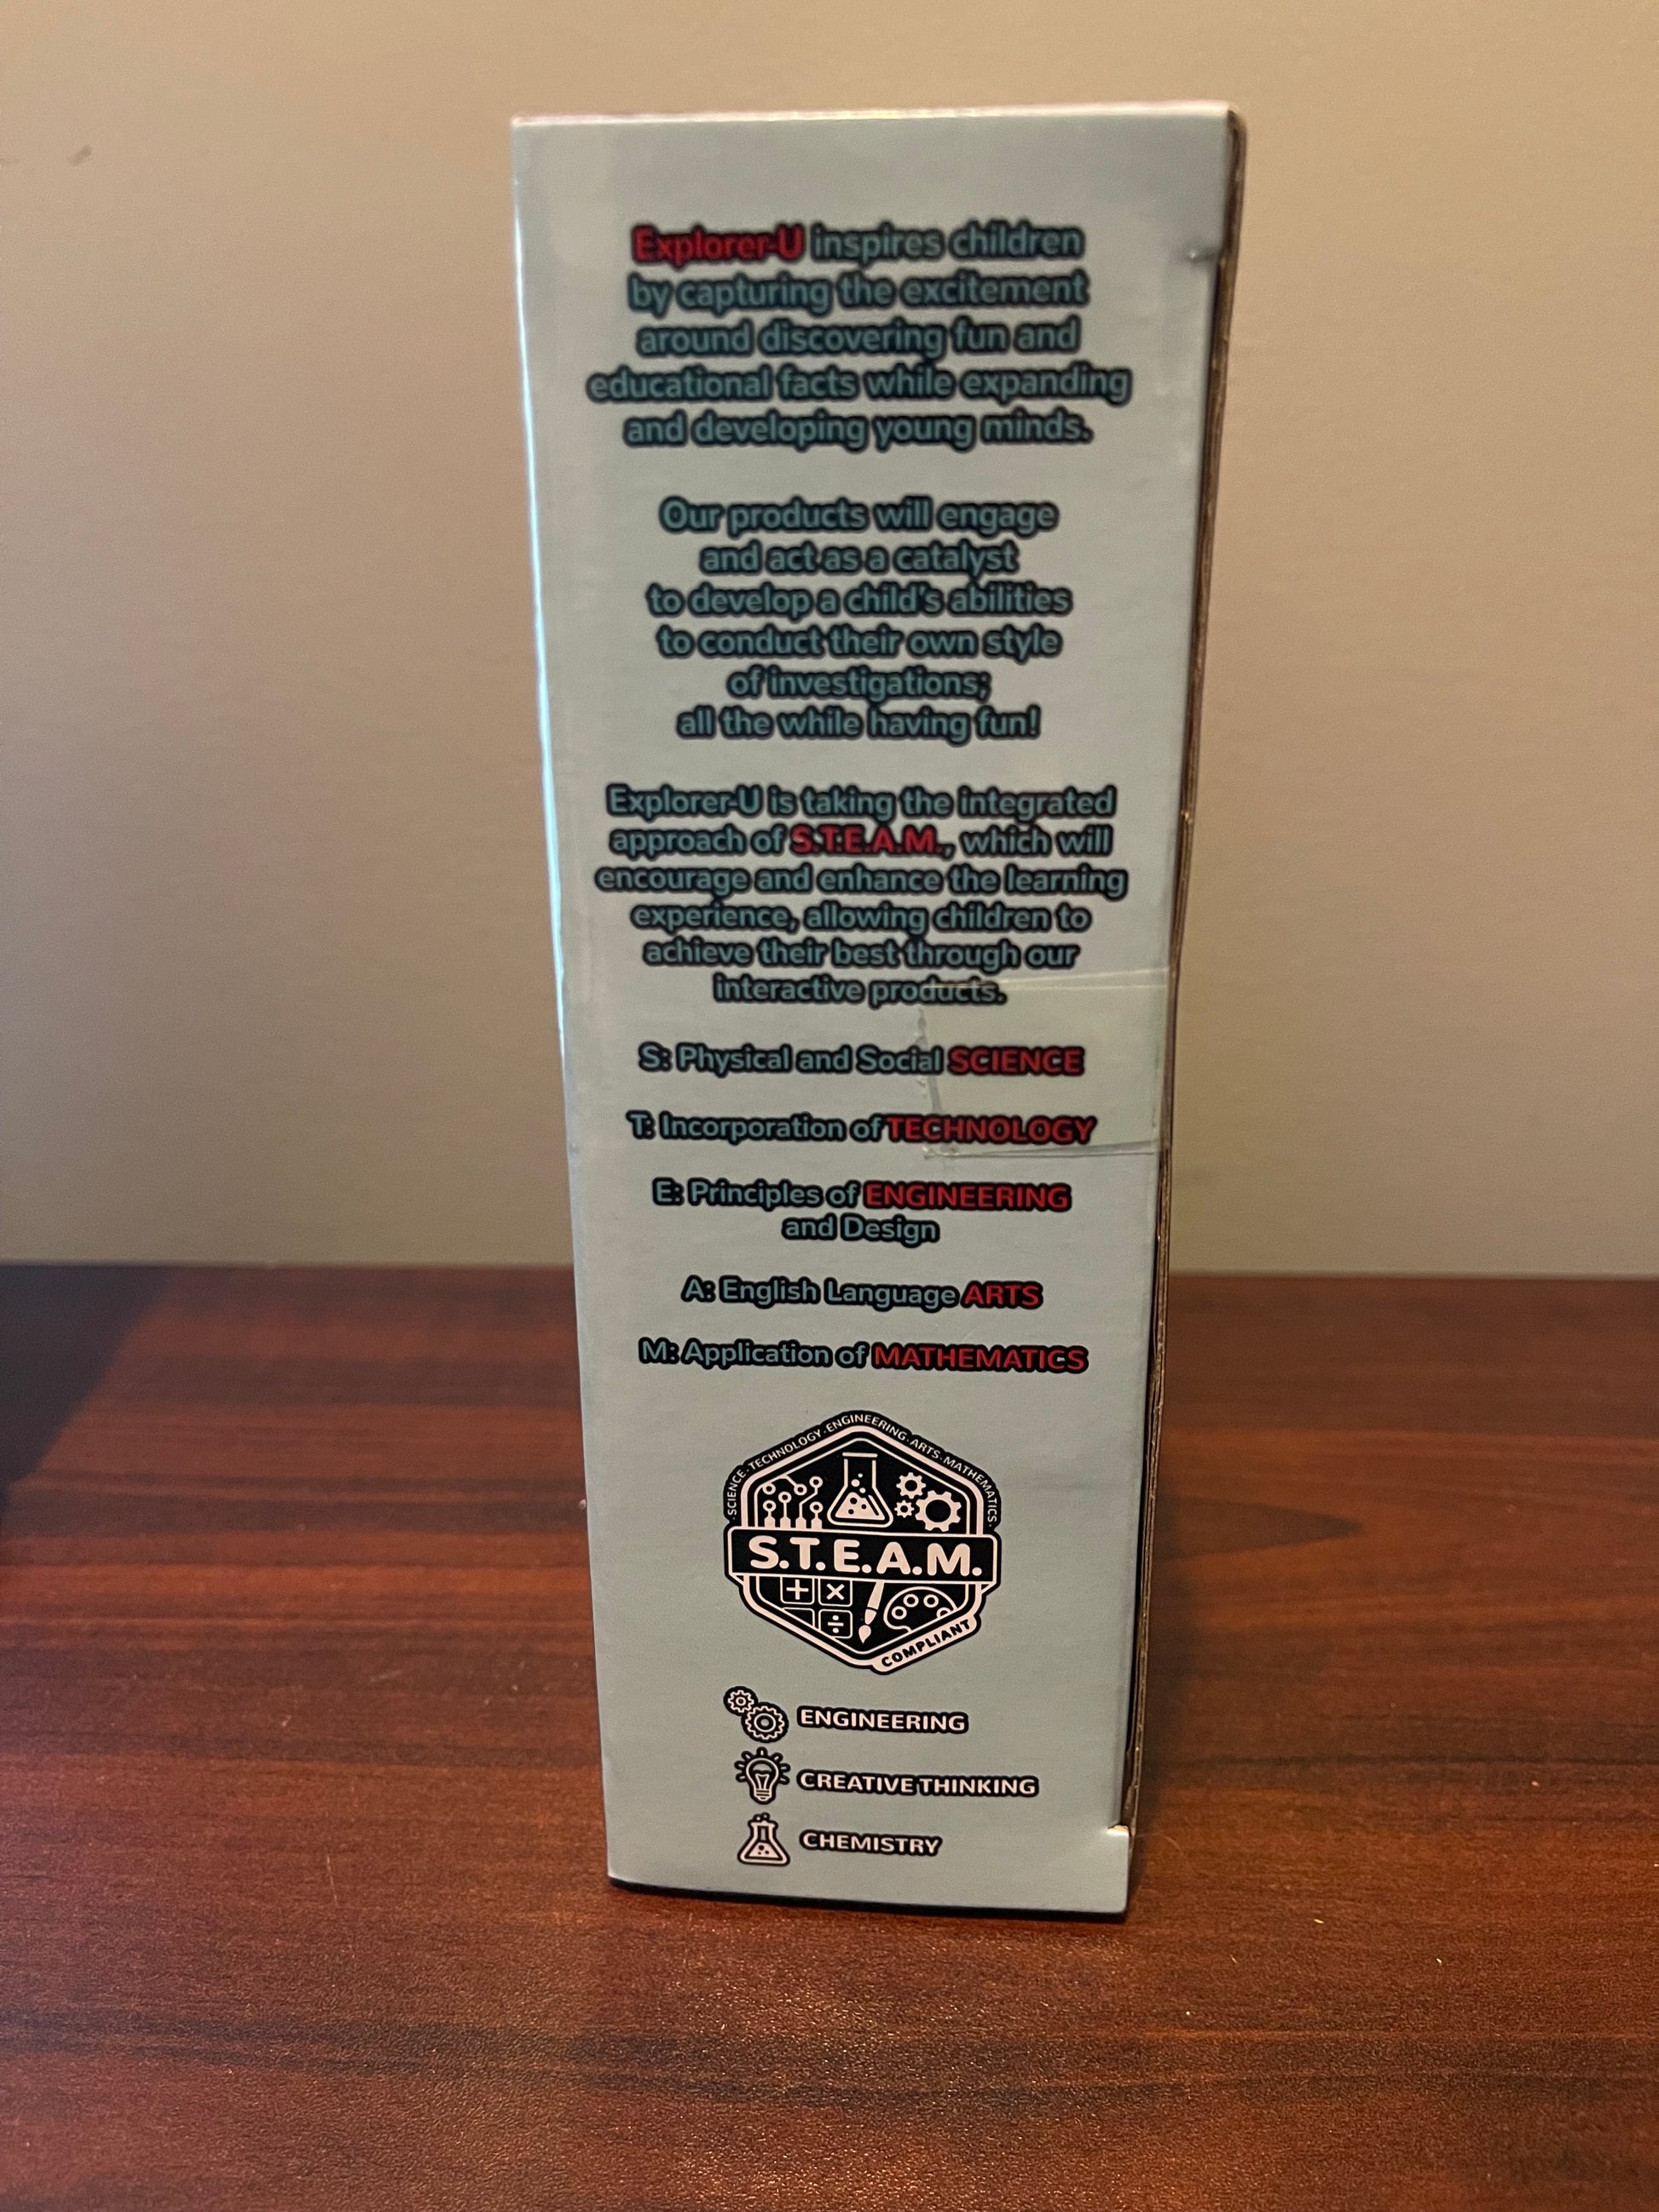 Explorer-U inspires children
by capturing the excitement
around discovering fun and
educational facts while expanding
and developing young minds.
Our products will engage
and act as a catalyst
to develop a child's abilities
to conduct their own style
of investigations;
all the while having fun!
Explorer-U is taking the integrated
approach of S.T.E.A.M., which will
encourage and enhance the learning
experience, allowing children to
achieve their best through our
interactive products.
S: Physical and Social SCIENCE
T: Incorporation of TECHNOLOGY
E: Principles of ENGINEERING
and Design
A: English Language ARTS
M: Application of MATHEMATICS
·SCIENCE·TECHNOLOGY·ENGINEERING·ARTS·MATHEMATICS·
S.T.E.A.M.
+ ×
÷
COMPLIANT
ENGINEERING
CREATIVE THINKING
CHEMISTRY